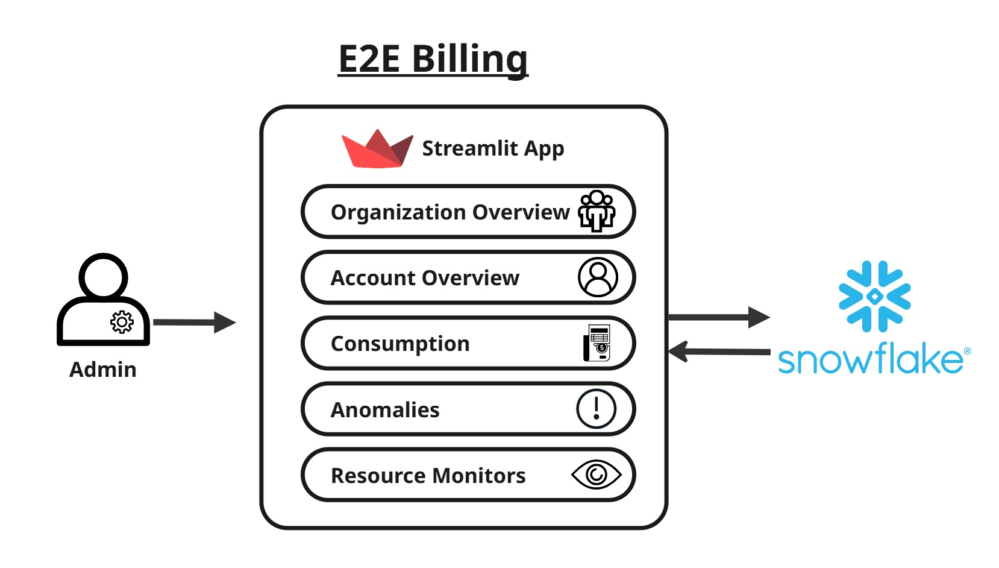 E2E Billing
Streamlit App
Organization Overview
Account Overview
Consumption
Anomalies
Resource Monitors
Admin
snowflake®